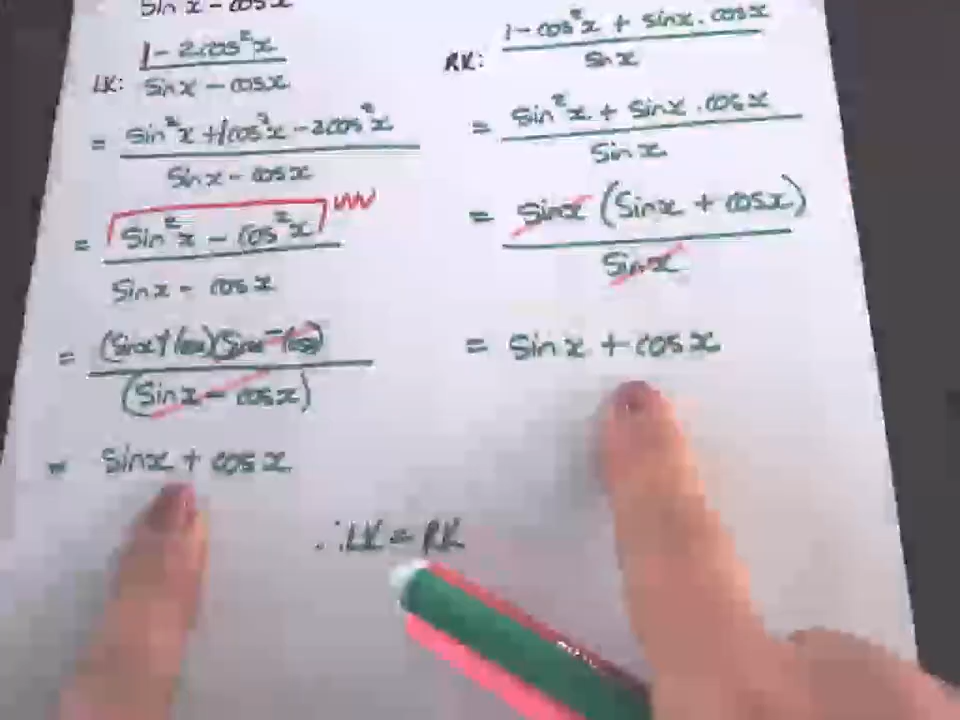 sin x - cos x
LK: 1 - 2cos²x / sin x - cos x
= sin²x + 1cos²x - 2cos²x / sin x - cos x
= sin²x - cos²x / sin x - cos x
= (sin x + cos)(sin x - cos) / (sin x - cos x)
= sin x + cos x
RK: 1 - cos²x + sin x . cos x / sin x
= sin²x + sin x . cos x / sin x
= sin x (sin x + cos x) / sin x
= sin x + cos x
∴ LK = RK